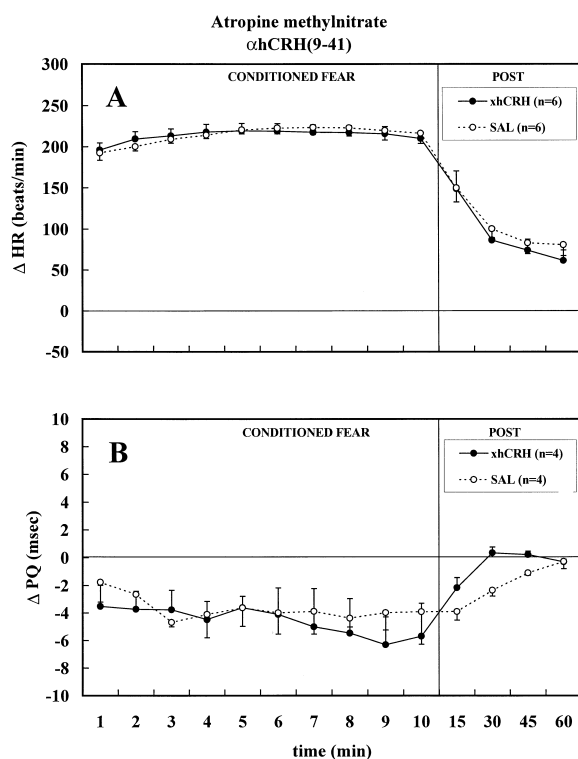 Atropine methylnitrate
αhCRH(9-41)
CONDITIONED FEAR
POST
A
xhCRH (n=6)
SAL (n=6)
Δ HR (beats/min)
300
250
200
150
100
50
0
-50
CONDITIONED FEAR
POST
B
xhCRH (n=4)
SAL (n=4)
Δ PQ (msec)
10
8
6
4
2
0
-2
-4
-6
-8
-10
1 2 3 4 5 6 7 8 9 10 15 30 45 60
time (min)